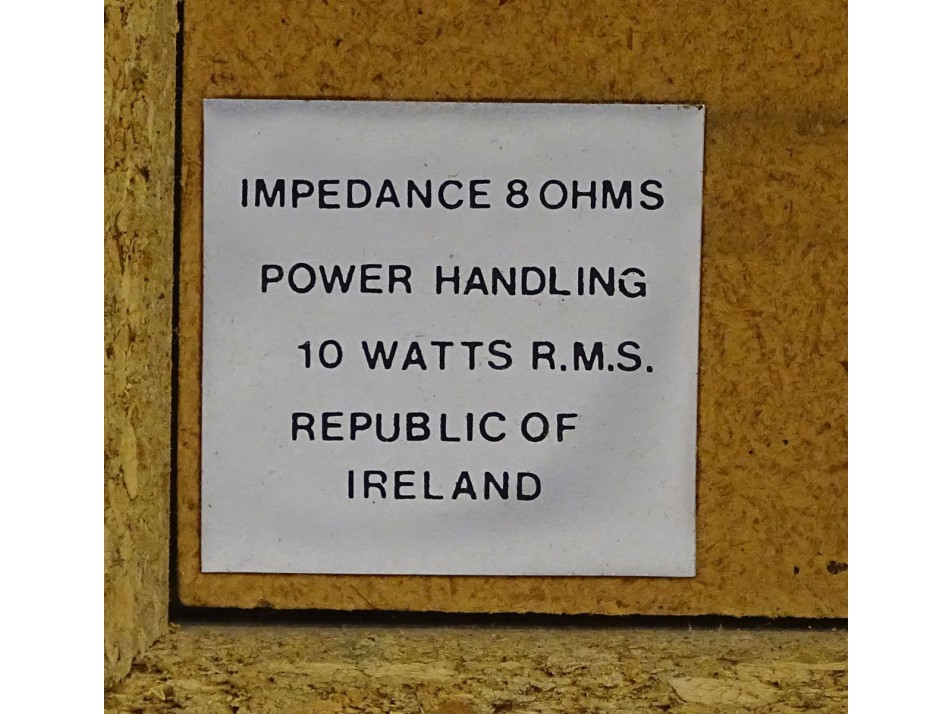 IMPEDANCE 8 OHMS
POWER HANDLING
10 WATTS R.M.S.
REPUBLIC OF
IRELAND